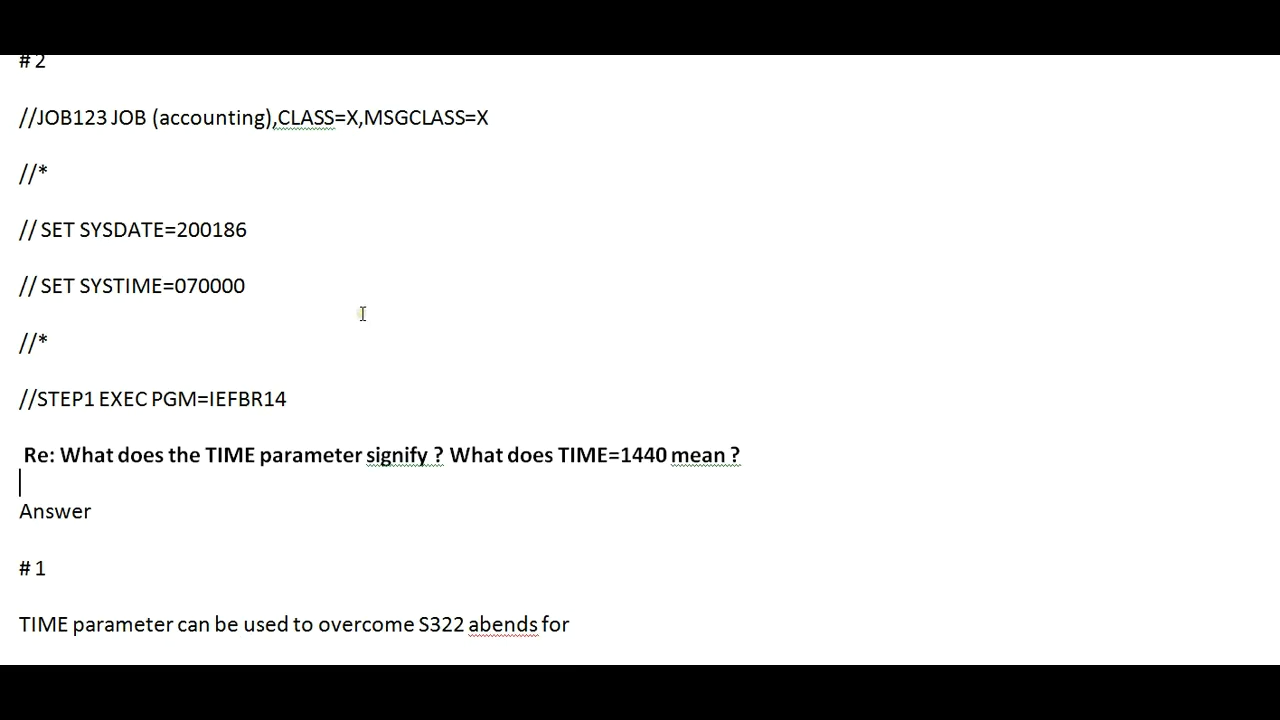 # 2
//JOB123 JOB (accounting),CLASS=X,MSGCLASS=X
//*
// SET SYSDATE=200186
// SET SYSTIME=070000
//*
//STEP1 EXEC PGM=IEFBR14
Re: What does the TIME parameter signify ? What does TIME=1440 mean ?
Answer
# 1
TIME parameter can be used to overcome S322 abends for